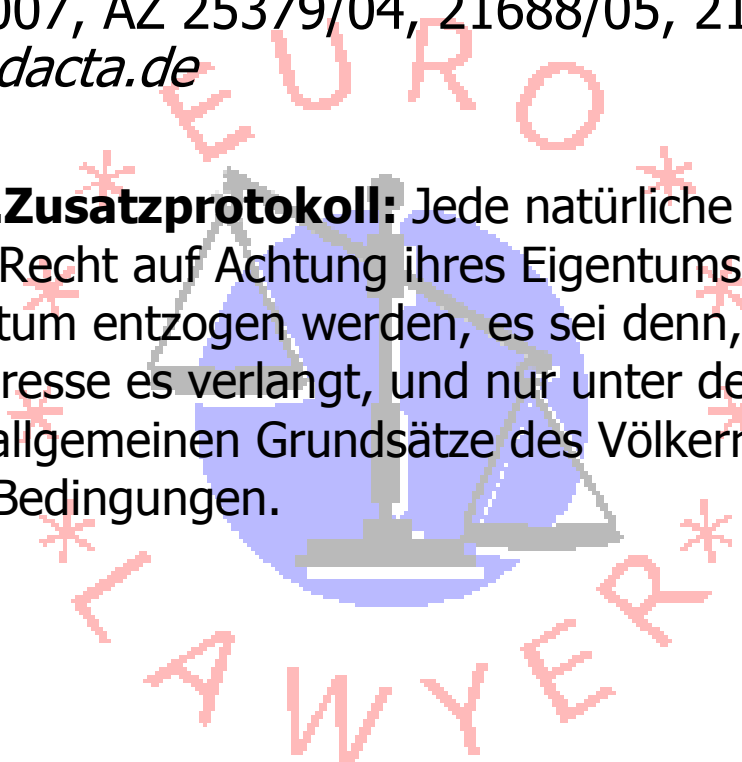 007, AZ 25379/04, 21688/05, 21
dacta.de
.Zusatzprotokoll: Jede natürliche
Recht auf Achtung ihres Eigentums
tum entzogen werden, es sei denn,
resse es verlangt, und nur unter de
allgemeinen Grundsätze des Völkerr
Bedingungen.
* EURO *
* LAWYER *